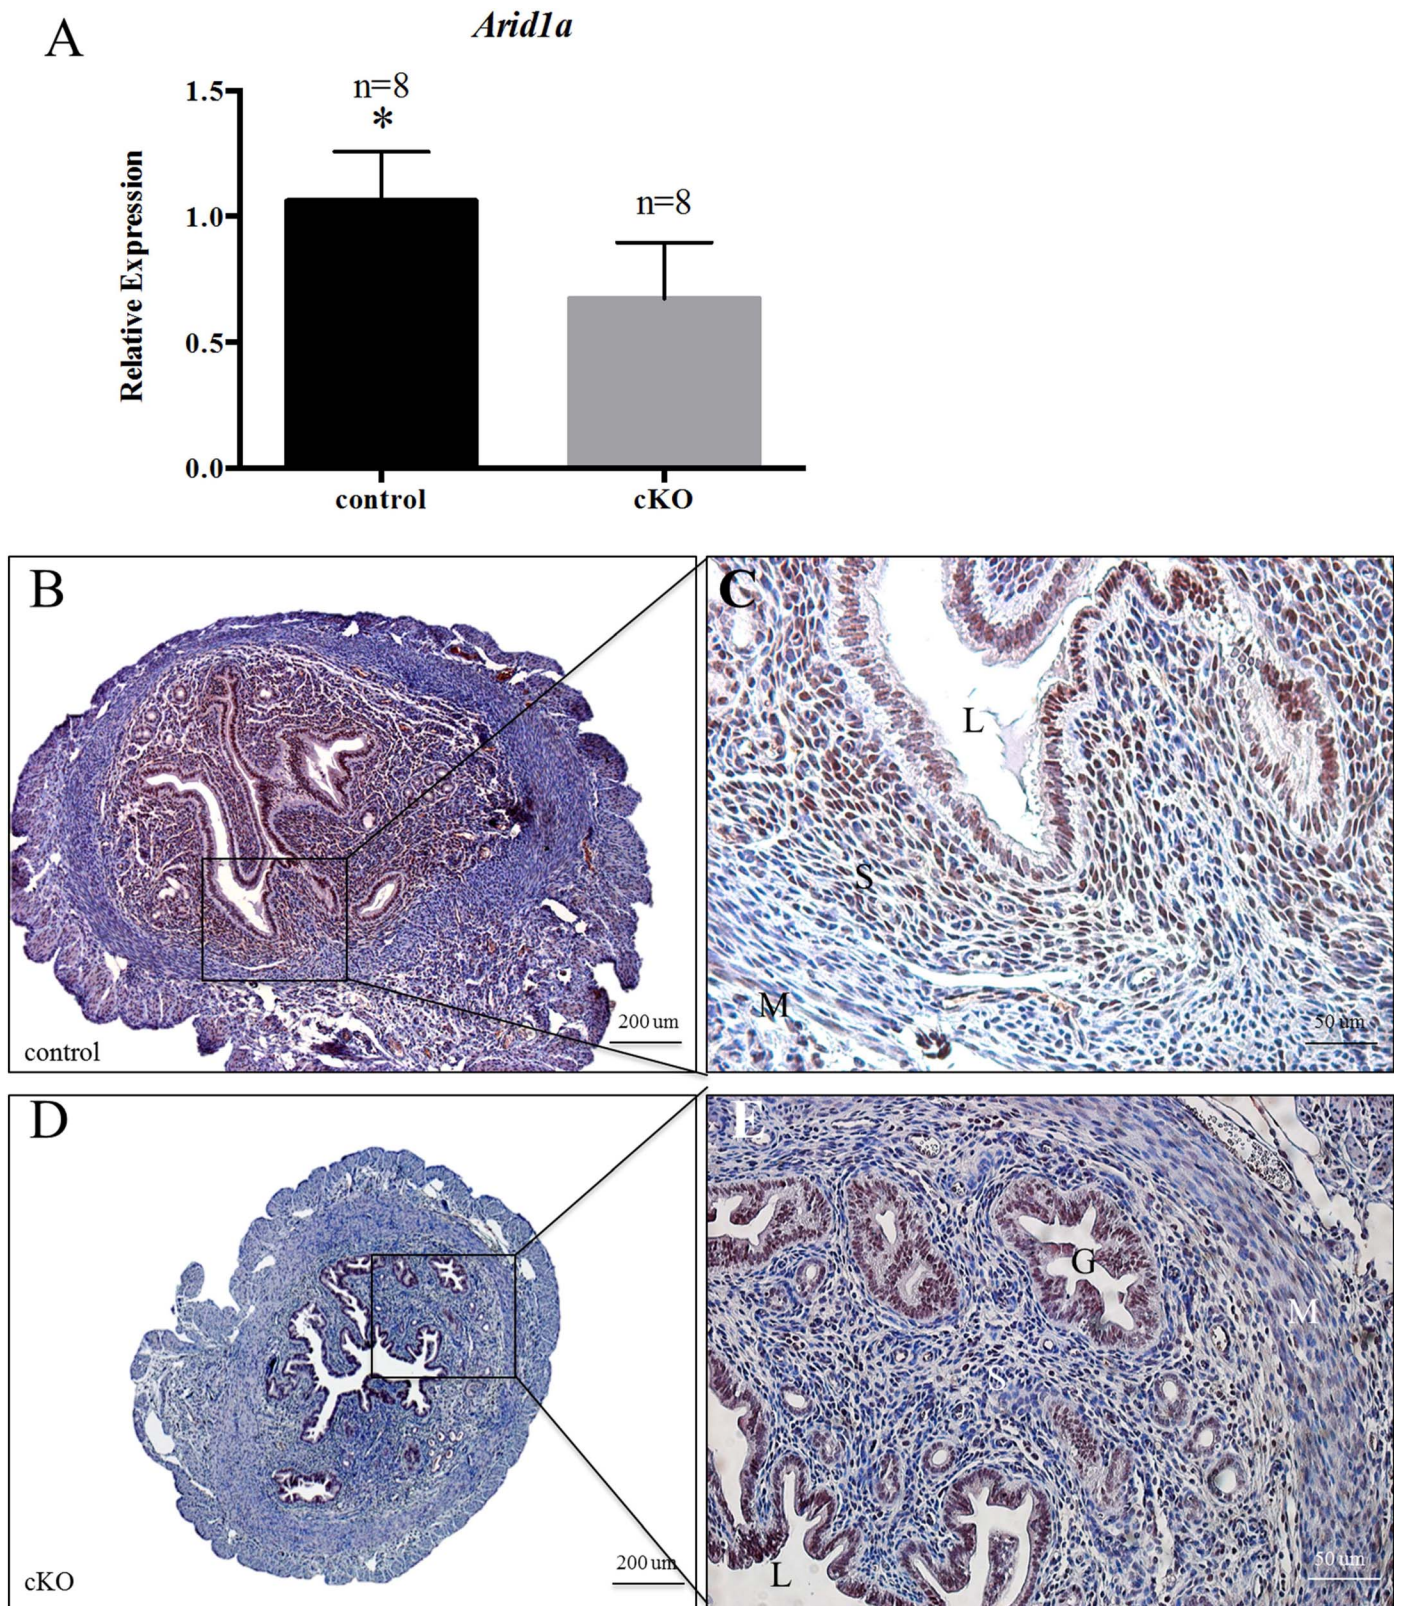 A
Arid1a
1.5
1.0
0.5
0.0
Relative Expression
n=8
*
n=8
control
cKO
B
control
200 um
C
L
S
M
50 um
D
cKO
200 um
E
G
M
S
L
50 um